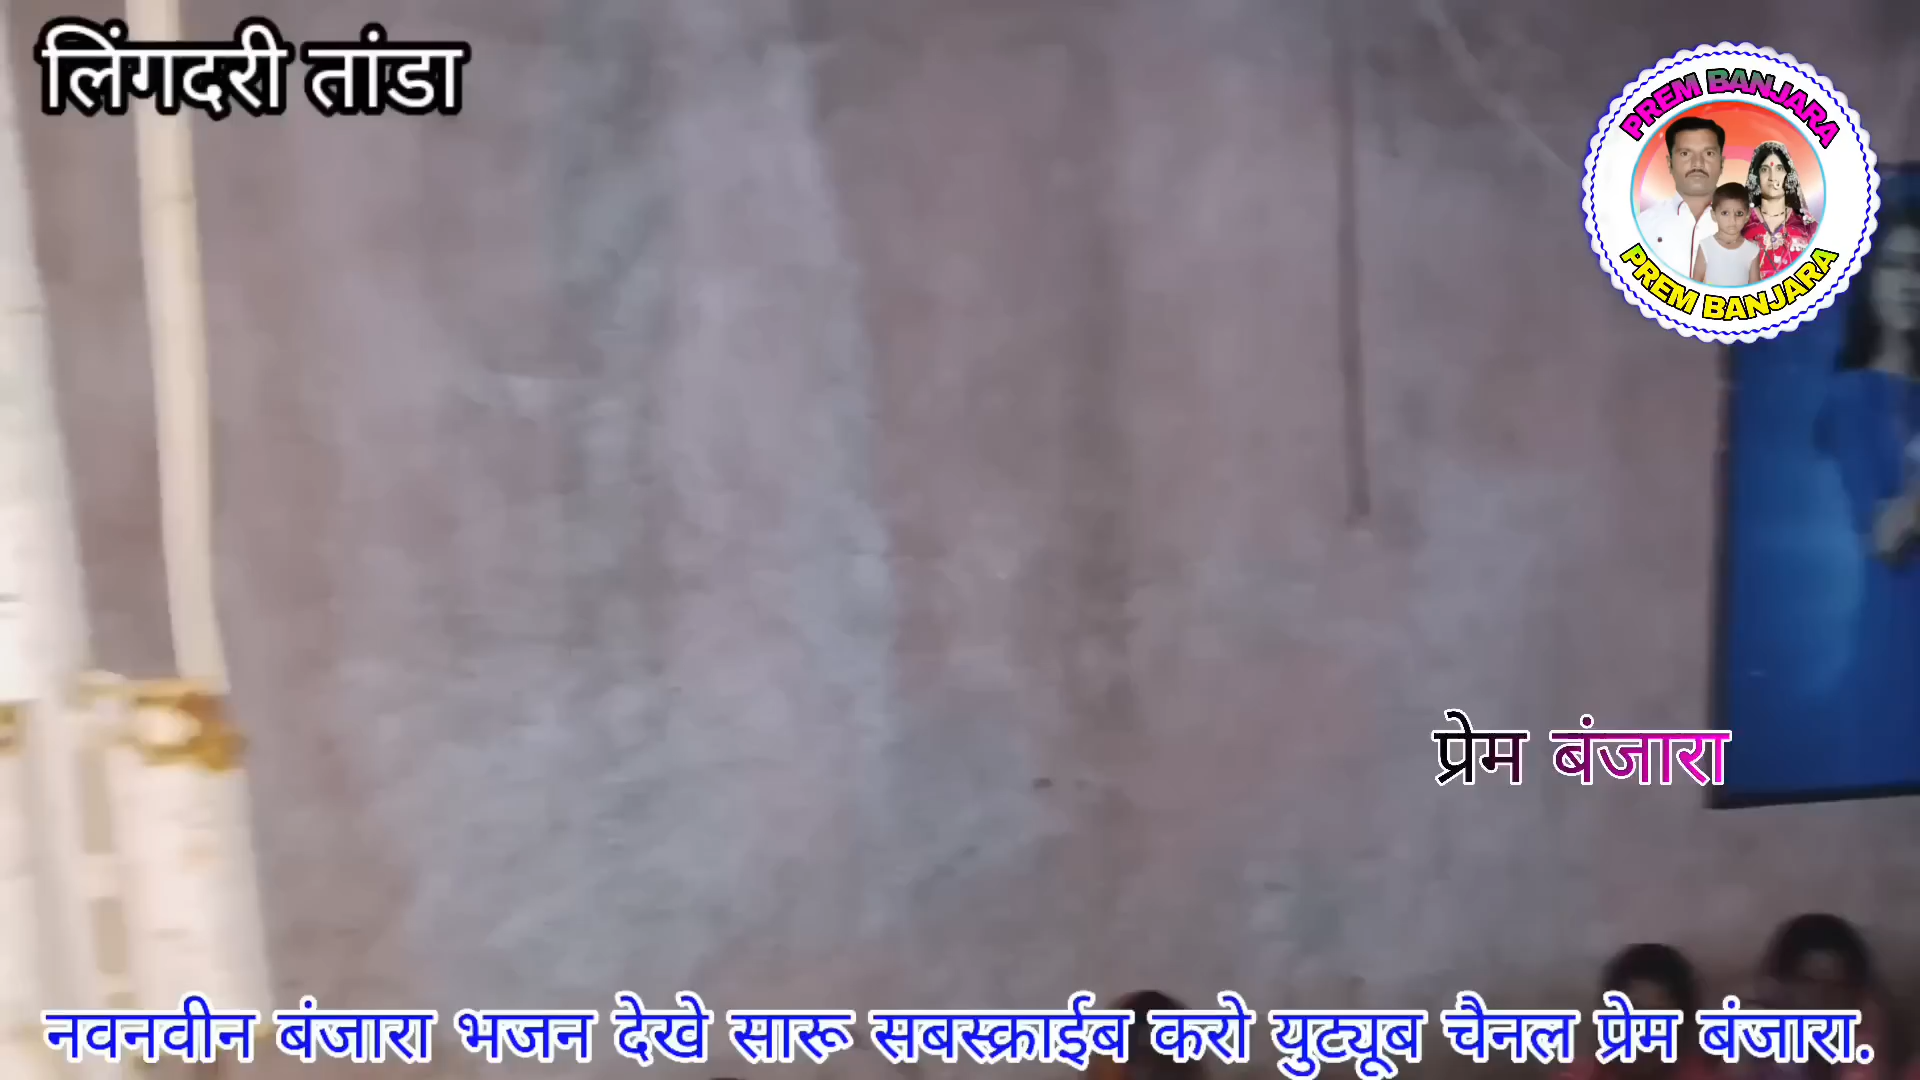 लिंगदरी तांडा
PREM BANJARA
PREM BANJARA
प्रेम बंजारा
नवनवीन बंजारा भजन देखे सारू सबस्क्राईब करो युट्यूब चैनल प्रेम बंजारा.